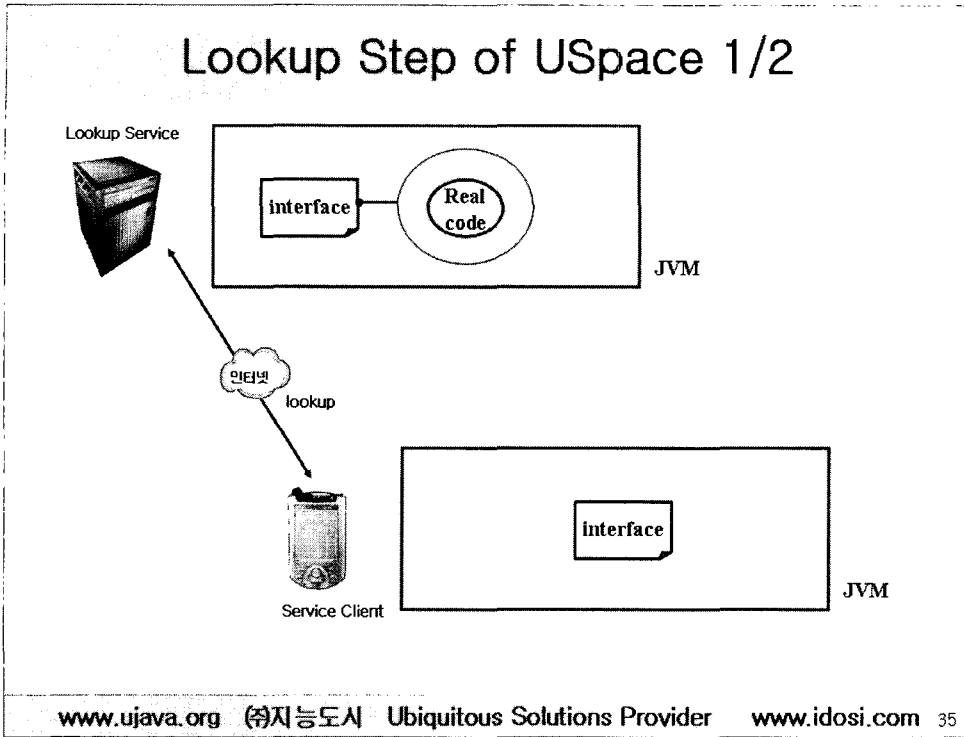 Lookup Step of USpace 1/2
Lookup Service
interface
Real
code
JVM
인터넷
lookup
interface
JVM
Service Client
www.ujava.org ㈜지능도시 Ubiquitous Solutions Provider www.idosi.com 35